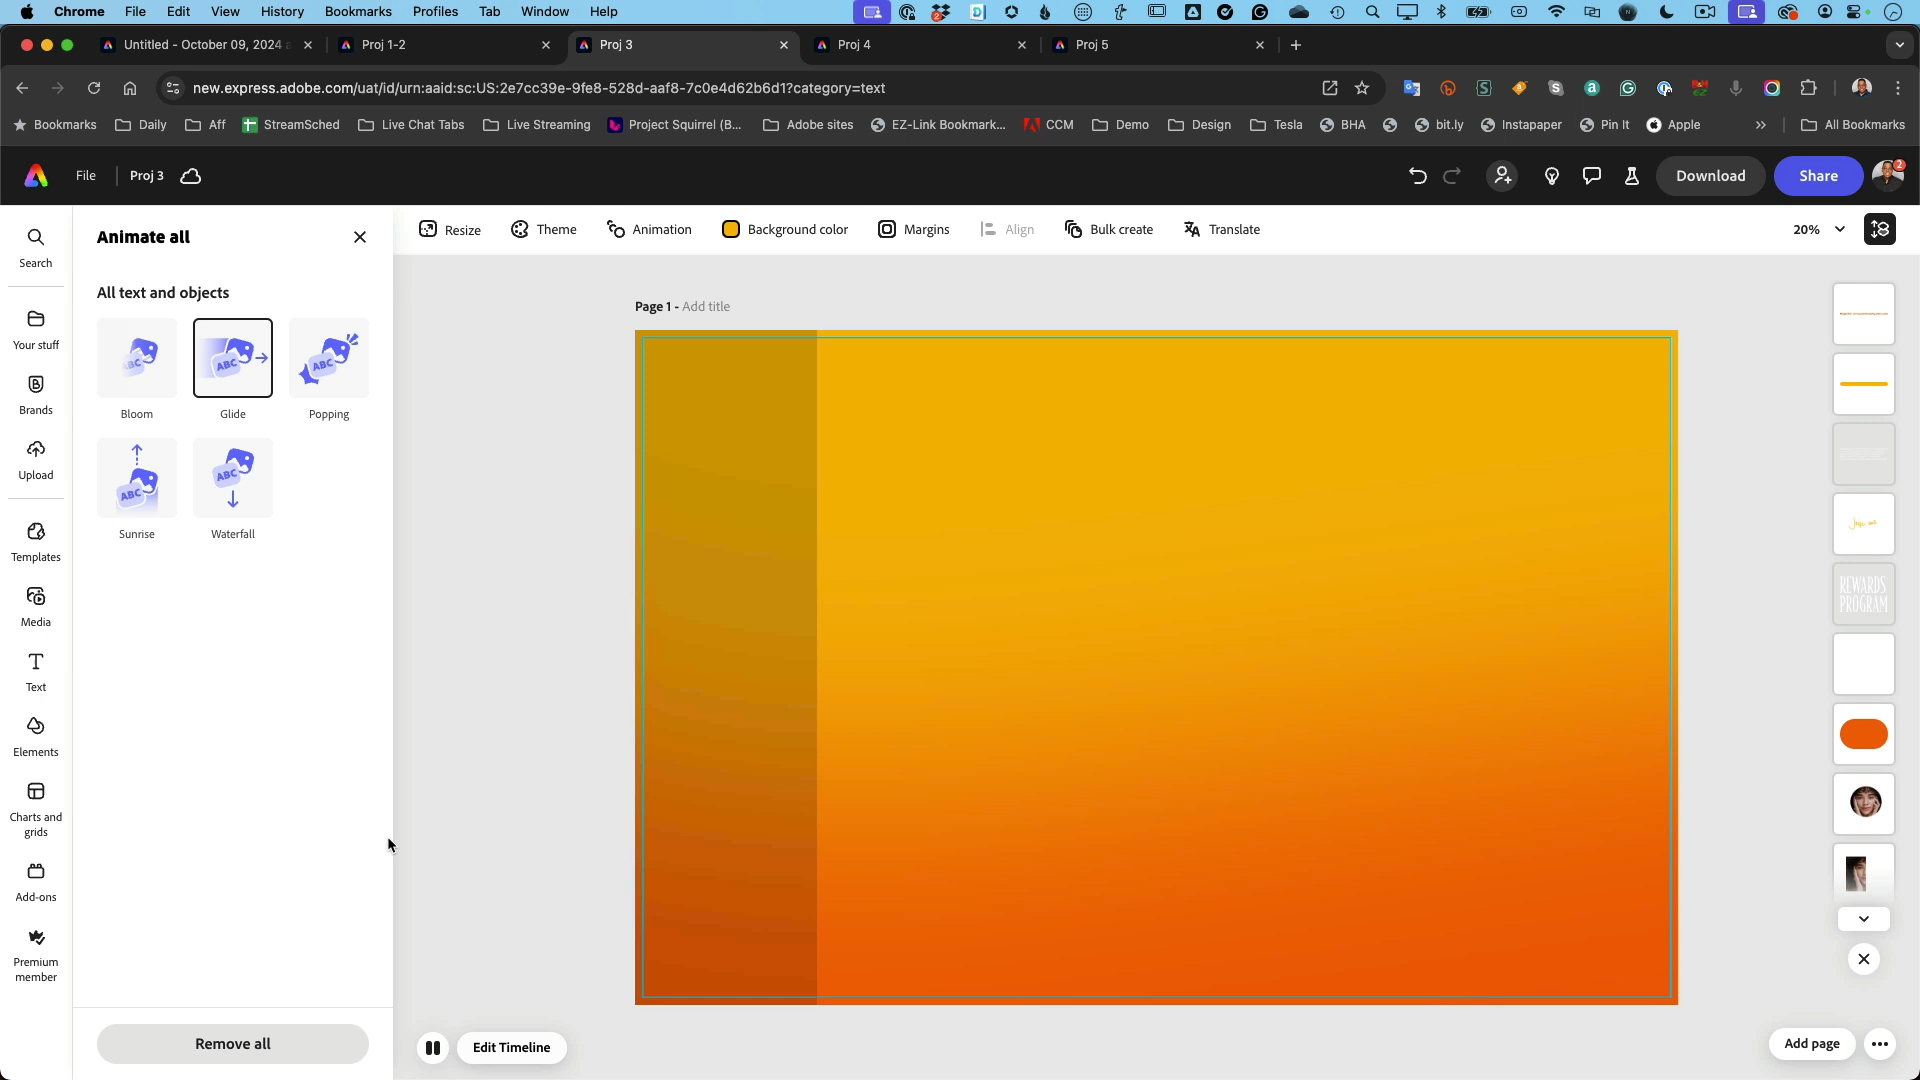 Chrome File Edit View History Bookmarks Profiles Tab Window Help
Untitled - October 09, 2024
Proj 1-2
Proj 3
Proj 4
Proj 5
new.express.adobe.com/uat/id/urn:aaid:sc:US:2e7cc39e-9fe8-528d-aaf8-7c0e4d62b6d1?category=text
Bookmarks Daily Aff StreamSched Live Chat Tabs Live Streaming Project Squirrel (B... Adobe sites EZ-Link Bookmark... CCM Demo Design Tesla BHA bit.ly Instapaper Pin It Apple » All Bookmarks
File Proj 3 Download Share 2
Search
Your stuff
Brands
Upload
Templates
Media
Text
Elements
Charts and
grids
Add-ons
Premium
member
Animate all
All text and objects
Bloom Glide Popping
Sunrise Waterfall
Remove all
Resize Theme Animation Background color Margins Align Bulk create Translate 20%
Page 1 - Add title
REWARDS
PROGRAM
Edit Timeline
Add page